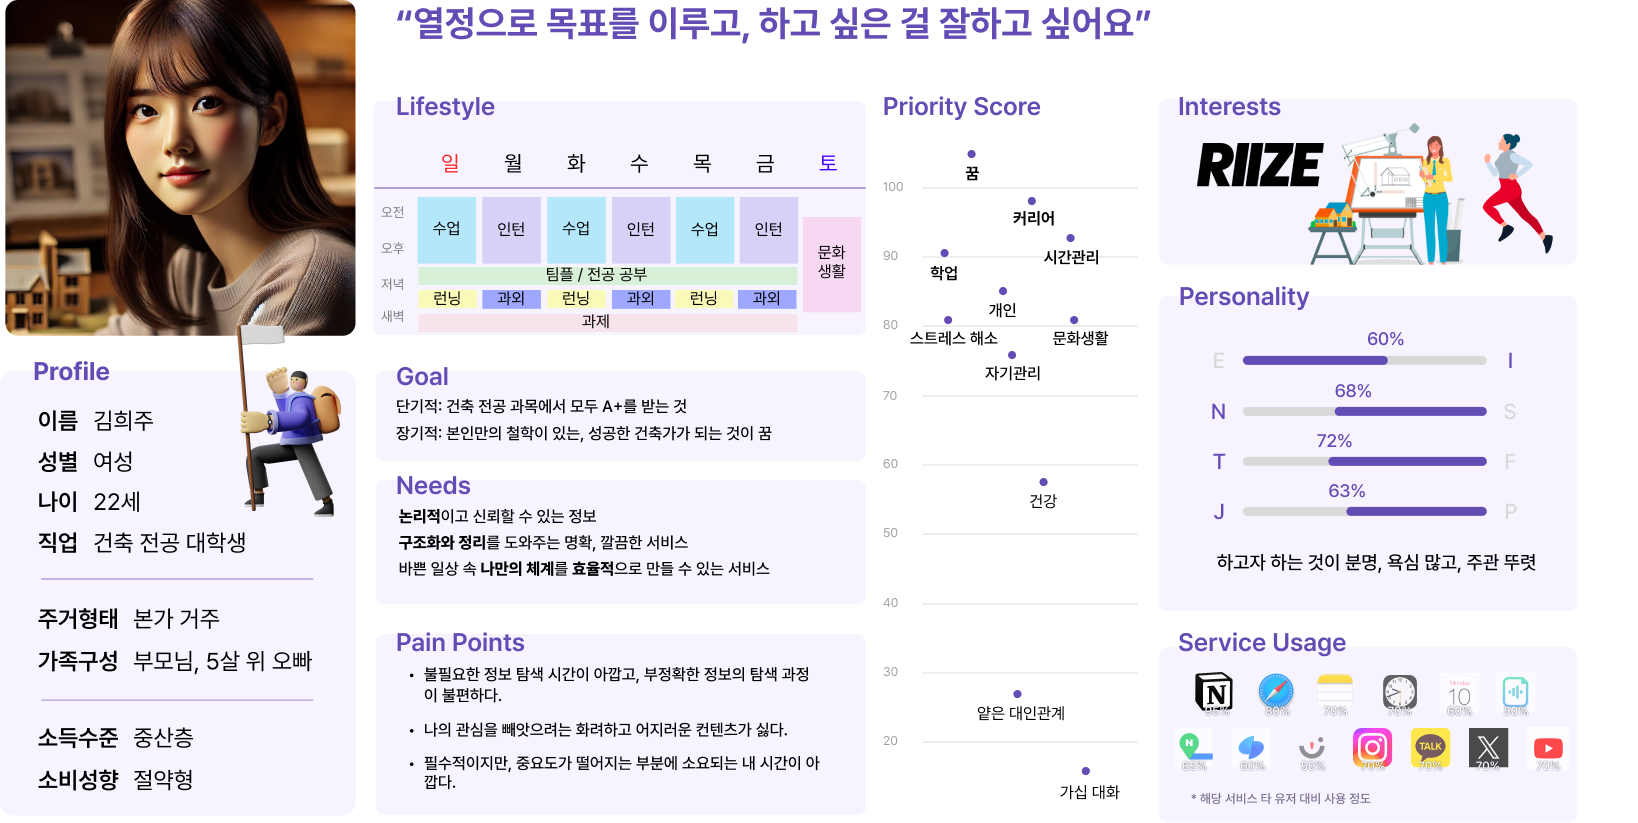 “열정으로 목표를 이루고, 하고 싶은 걸 잘하고 싶어요”
Profile
이름 김희주
성별 여성
나이 22세
직업 건축 전공 대학생
주거형태 본가 거주
가족구성 부모님, 5살 위 오빠
소득수준 중산층
소비성향 절약형
Lifestyle
일 월 화 수 목 금 토
오전
오후
저녁
새벽
수업 인턴 수업 인턴 수업 인턴
문화
생활
팀플 / 전공 공부
런닝 과외 런닝 과외 런닝 과외
과제
Goal
단기적: 건축 전공 과목에서 모두 A+를 받는 것
장기적: 본인만의 철학이 있는, 성공한 건축가가 되는 것이 꿈
Needs
논리적이고 신뢰할 수 있는 정보
구조화와 정리를 도와주는 명확, 깔끔한 서비스
바쁜 일상 속 나만의 체계를 효율적으로 만들 수 있는 서비스
Pain Points
• 불필요한 정보 탐색 시간이 아깝고, 부정확한 정보의 탐색 과정
이 불편하다.
• 나의 관심을 빼앗으려는 화려하고 어지러운 컨텐츠가 싫다.
• 필수적이지만, 중요도가 떨어지는 부분에 소요되는 내 시간이 아
깝다.
Priority Score
꿈
100
커리어
90
시간관리
학업
개인
80
스트레스 해소
문화생활
자기관리
70
60
건강
50
40
30
얕은 대인관계
20
가십 대화
Interests
RIIZE
Personality
60%
E I
68%
N S
72%
T F
63%
J P
하고자 하는 것이 분명, 욕심 많고, 주관 뚜렷
Service Usage
N
Monday
10
95% 80% 70% 70% 60% 50%
N
TALK
65% 60% 50% 70% 70% 70% 70%
* 해당 서비스 타 유저 대비 사용 정도